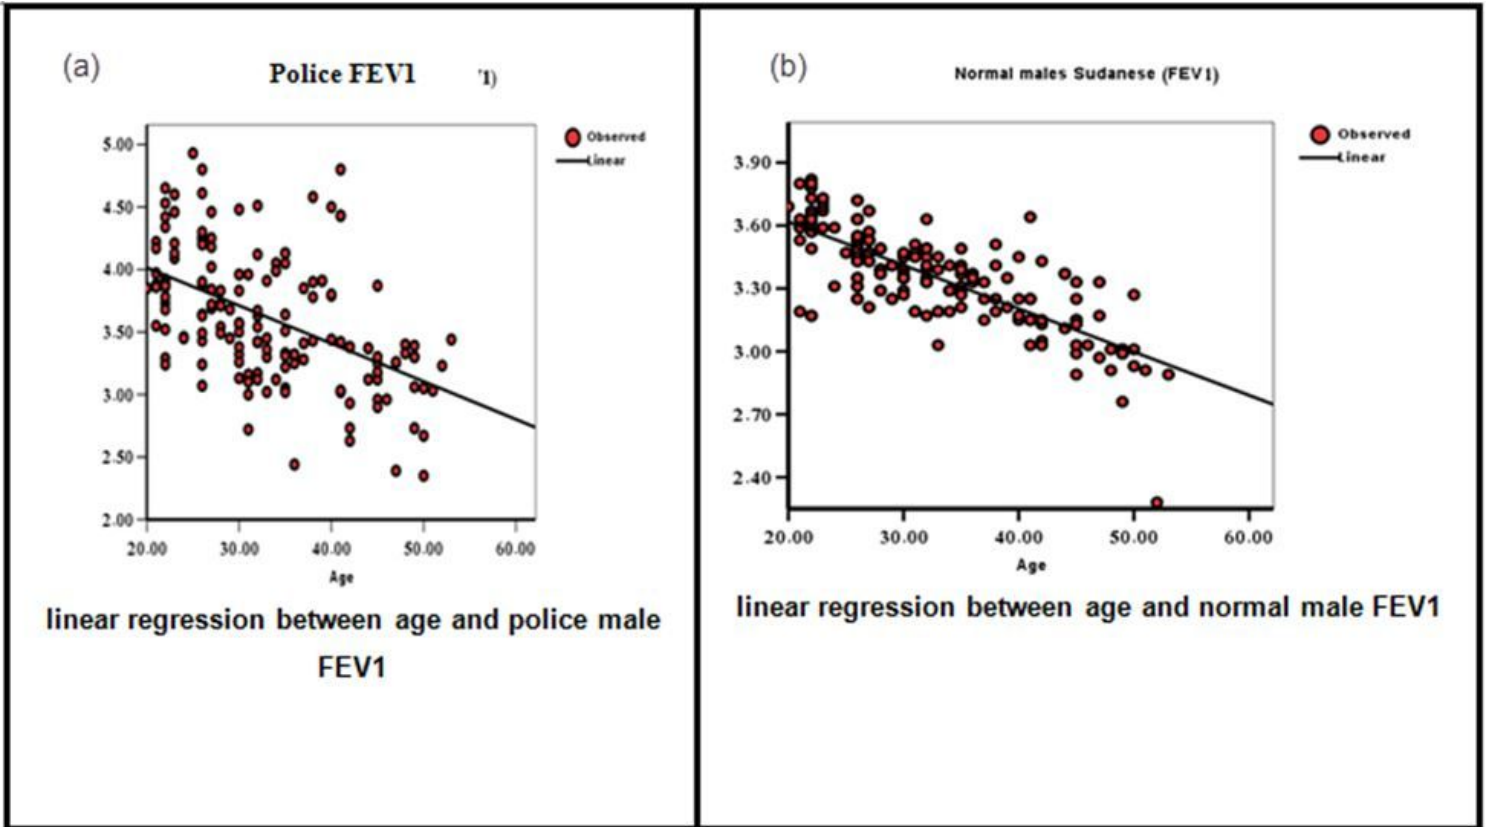 (a)
Police FEV1
'1)
5.00
4.50
4.00
3.50
3.00
2.50
2.00
20.00 30.00 40.00 50.00 60.00
Age
Observed
Linear
linear regression between age and police male
FEV1
(b)
Normal males Sudanese (FEV1)
3.90
3.60
3.30
3.00
2.70
2.40
20.00 30.00 40.00 50.00 60.00
Age
Observed
Linear
linear regression between age and normal male FEV1